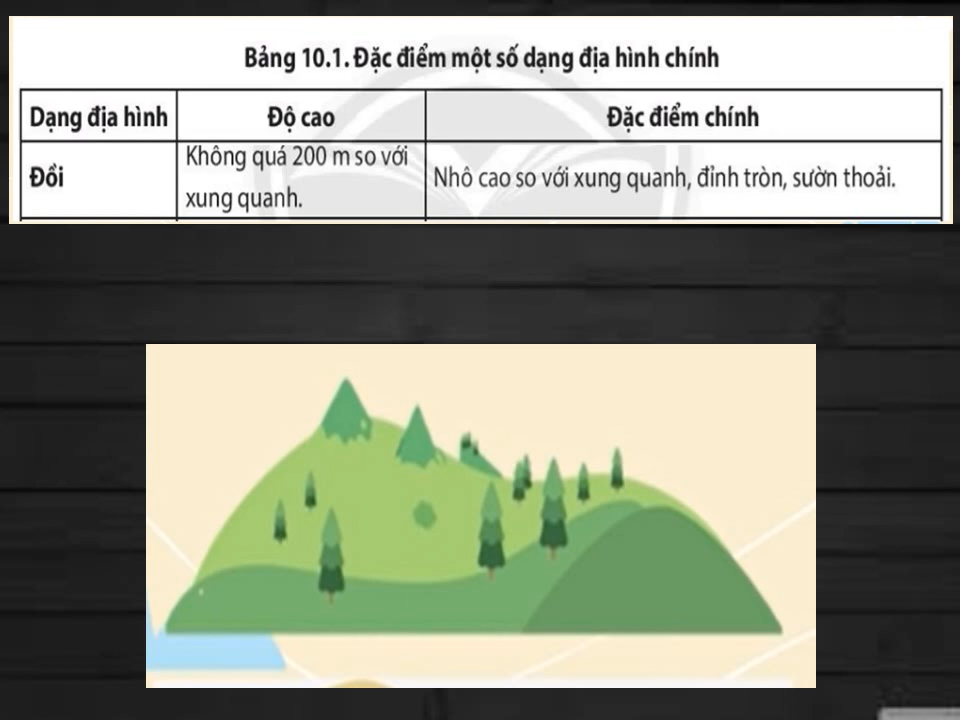 Bảng 10.1. Đặc điểm một số dạng địa hình chính
Dạng địa hình
Độ cao
Đặc điểm chính
Đồi
Không quá 200 m so với
xung quanh.
Nhô cao so với xung quanh, đỉnh tròn, sườn thoải.